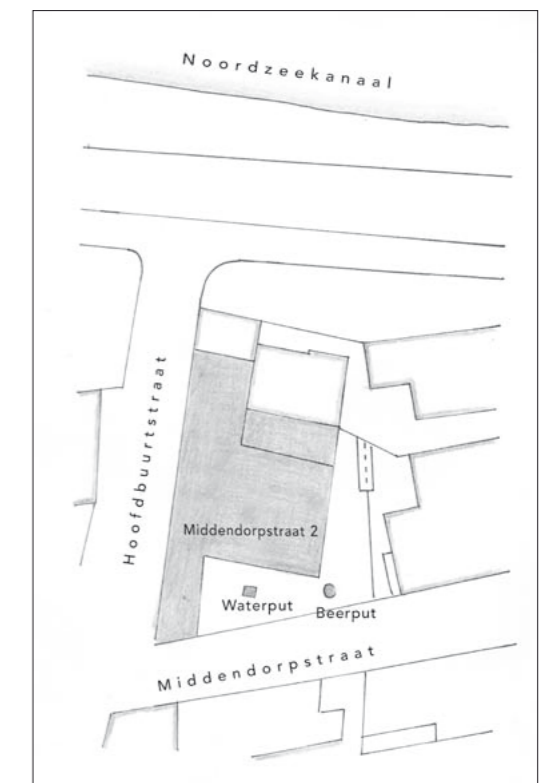 Noordzeekanaal
Hoofdbuurtstraat
Middendorpstraat 2
Waterput
Beerput
Middendorpstraat